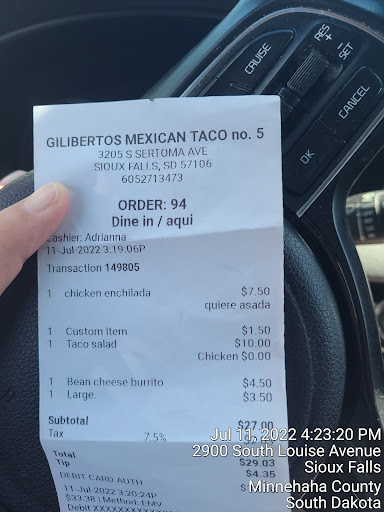 RES+
-SET
CRUISE
CANCEL
OK
GILIBERTOS MEXICAN TACO no. 5
3205 S SERTOMA AVE
SIOUX FALLS, SD 57106
6052713473
ORDER: 94
Dine in / aqui
Cashier: Adrianna
11-Jul-2022 3:19:06P
Transaction 149805
1 chicken enchilada $7.50
quiere asada
1 Custom Item $1.50
1 Taco salad $10.00
Chicken $0.00
1 Bean cheese burrito $4.50
1 Large. $3.50
Subtotal $27.00
Tax 7.5%
Total $29.03
Tip $4.35
DEBIT CARD AUTH
11-Jul-2022 3:20:24P
$33.38 | Method: EMV
Debit XXXXXXXX
Jul 11, 2022 4:23:20 PM
2900 South Louise Avenue
Sioux Falls
Minnehaha County
South Dakota